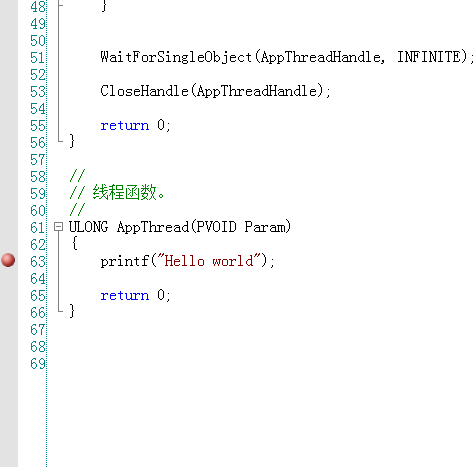 48
}
49
50
51 WaitForSingleObject(AppThreadHandle, INFINITE);
52
53 CloseHandle(AppThreadHandle);
54
55 return 0;
56 }
57
58 //
59 // 线程函数。
60 //
61 ULONG AppThread(PVOID Param)
62 {
63 printf("Hello world");
64
65 return 0;
66 }
67
68
69